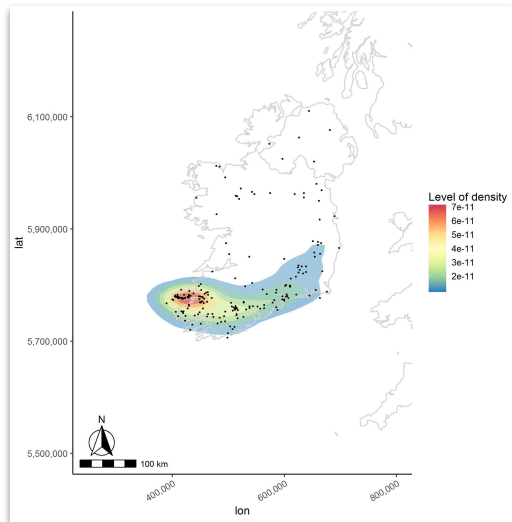 6,100,000
5,900,000
5,700,000
5,500,000
lat
400,000
600,000
800,000
lon
N
100 km
Level of density
7e-11
6e-11
5e-11
4e-11
3e-11
2e-11